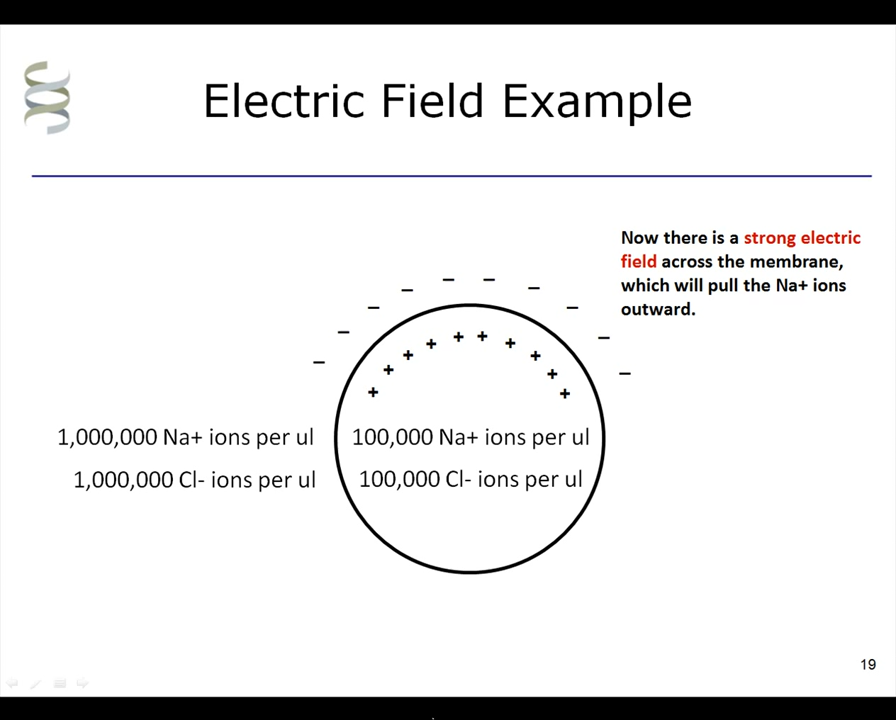 Electric Field Example
Now there is a strong electric
field across the membrane,
which will pull the Na+ ions
outward.
− − − − − − − − − −
+ + + + + + + + + +
1,000,000 Na+ ions per ul
100,000 Na+ ions per ul
1,000,000 Cl- ions per ul
100,000 Cl- ions per ul
19